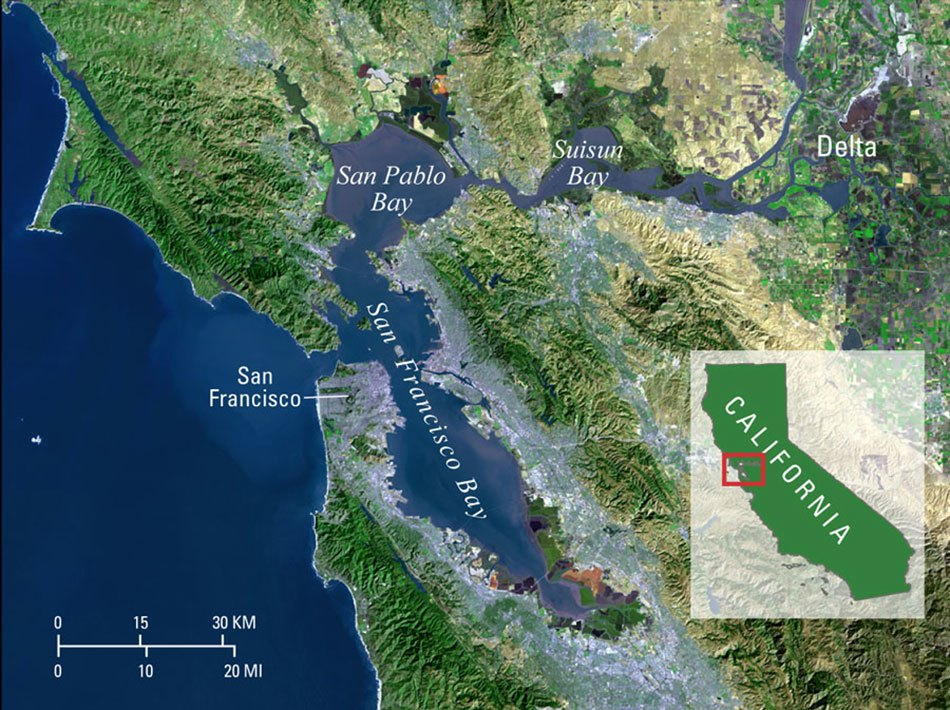 San Pablo
Bay
Suisun
Bay
Delta
San Francisco Bay
San
Francisco
CALIFORNIA
0 15 30 KM
0 10 20 MI